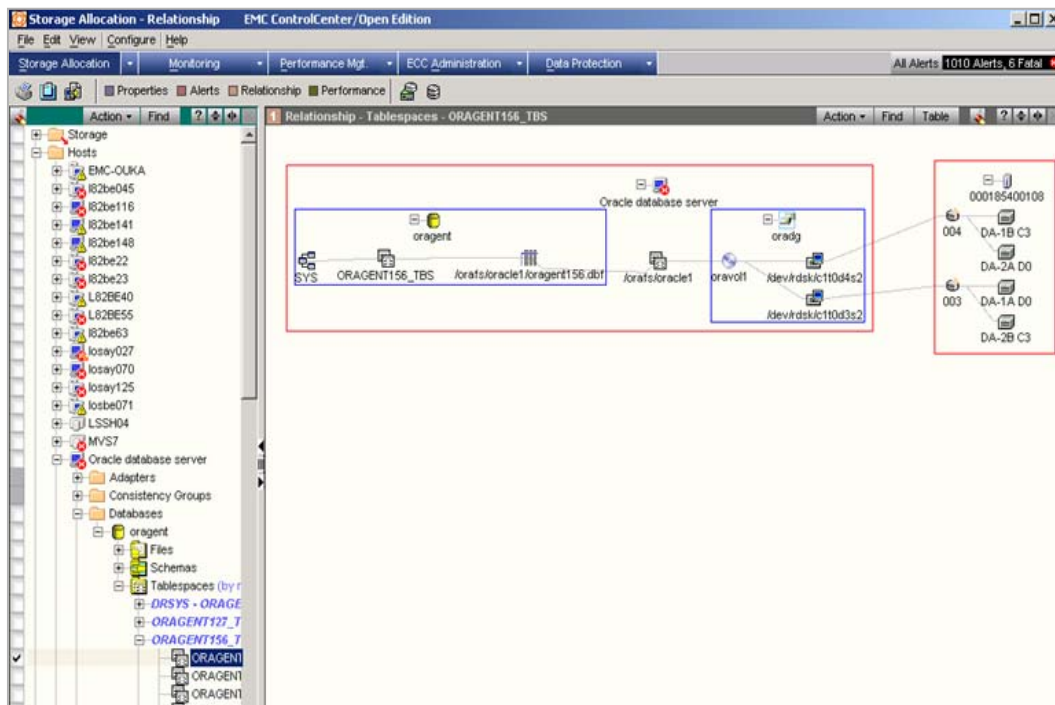 Storage Allocation - Relationship EMC ControlCenter/Open Edition
File Edit View Configure Help
Storage Allocation Monitoring Performance Mgt. ECC Administration Data Protection All Alerts 1010 Alerts, 6 Fatal
Properties Alerts Relationship Performance
Action Find ?
1 Relationship - Tablespaces - ORAGENT156_TBS Action Find Table ?
Storage
Hosts
EMC-OUKA
l82be045
l82be116
l82be141
l82be148
l82be22
l82be23
L82BE40
L82BE55
l82be63
losay027
losay070
losay125
losbe071
LSSH04
MVS7
Oracle database server
Adapters
Consistency Groups
Databases
oragent
Files
Schemas
Tablespaces (by r
DRSYS - ORAGE
ORAGENT127_T
ORAGENT156_T
ORAGENT
ORAGENT
ORAGENT
Oracle database server
oragent
SYS
ORAGENT156_TBS
/orafs/oracle1/oragent156.dbf
/orafs/oracle1
oradg
oravol1
/dev/rdsk/c1t0d4s2
/dev/rdsk/c1t0d3s2
000185400108
004
DA-1B C3
DA-2A D0
003
DA-1A D0
DA-2B C3